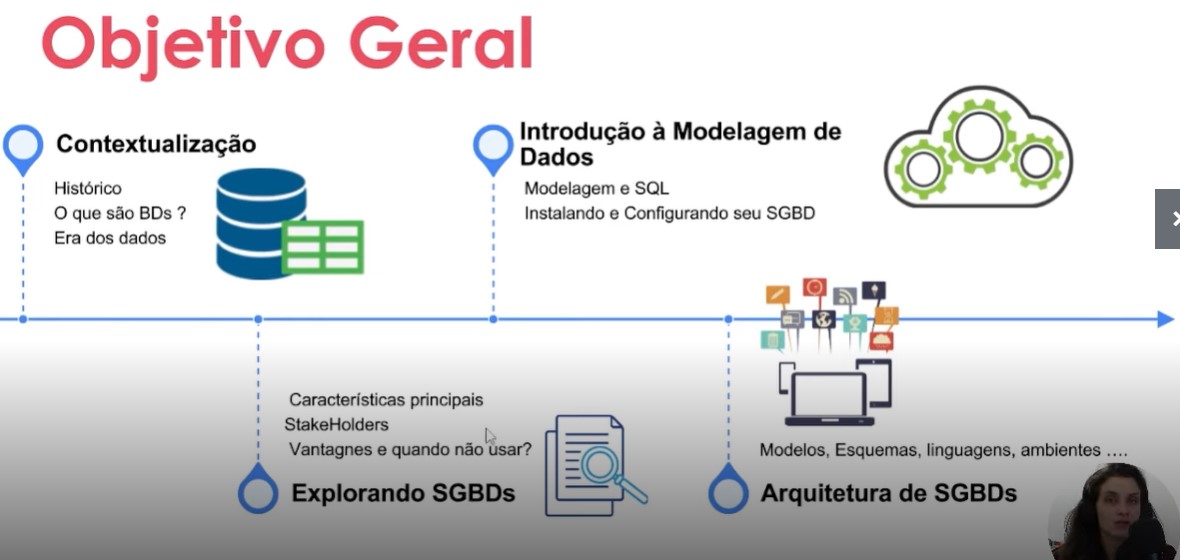 Objetivo Geral
Contextualização
Histórico
O que são BDs ?
Era dos dados
Introdução à Modelagem de
Dados
Modelagem e SQL
Instalando e Configurando seu SGBD
Características principais
StakeHolders
Vantagnes e quando não usar?
Explorando SGBDs
Modelos, Esquemas, linguagens, ambientes ....
Arquitetura de SGBDs